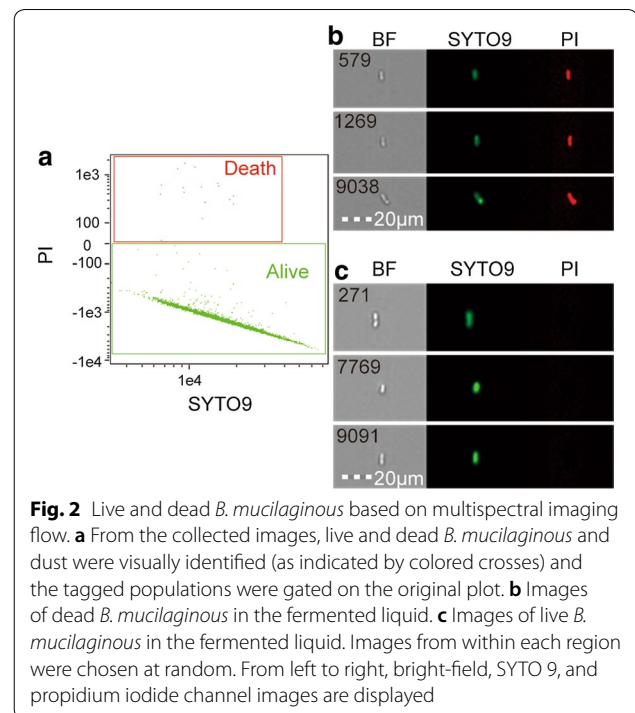 b
BF SYTO9 PI
579
1269
9038
20μm
a
Death
Alive
1e3
100
0
-100
-1e3
-1e4
PI
1e4
SYTO9
c
BF SYTO9 PI
271
7769
9091
20μm
Fig. 2 Live and dead B. mucilaginous based on multispectral imaging
flow. a From the collected images, live and dead B. mucilaginous and
dust were visually identified (as indicated by colored crosses) and
the tagged populations were gated on the original plot. b Images
of dead B. mucilaginous in the fermented liquid. c Images of live B.
mucilaginous in the fermented liquid. Images from within each region
were chosen at random. From left to right, bright-field, SYTO 9, and
propidium iodide channel images are displayed